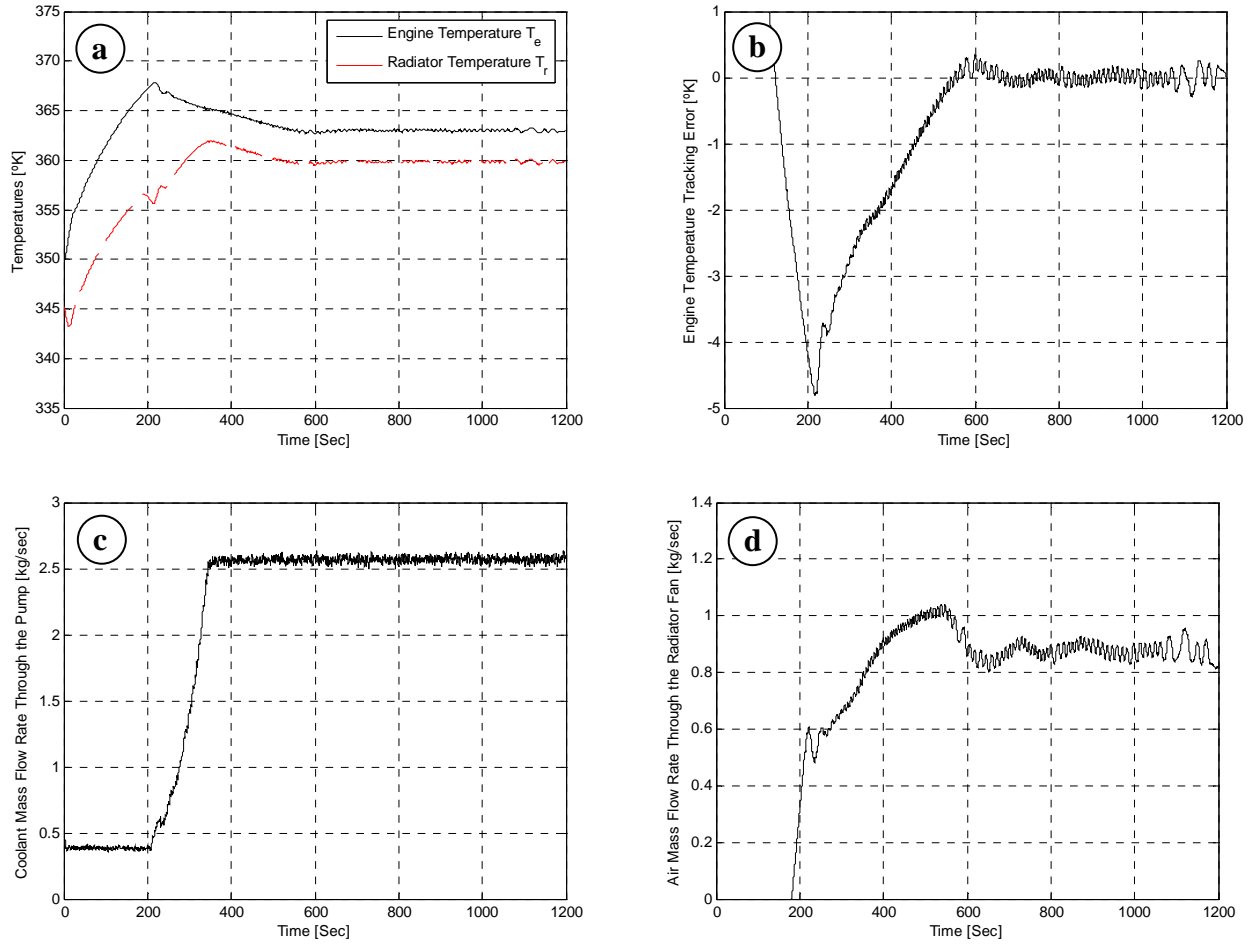 a
Engine Temperature T_e
Radiator Temperature T_r
Temperatures [ºK]
375
370
365
360
355
350
345
340
335
0 200 400 600 800 1000 1200
Time [Sec]
b
Engine Temperature Tracking Error [ºK]
1
0
-1
-2
-3
-4
-5
0 200 400 600 800 1000 1200
Time [Sec]
c
Coolant Mass Flow Rate Through the Pump [kg/sec]
3
2.5
2
1.5
1
0.5
0
0 200 400 600 800 1000 1200
Time [Sec]
d
Air Mass Flow Rate Through the Radiator Fan [kg/sec]
1.4
1.2
1
0.8
0.6
0.4
0.2
0
0 200 400 600 800 1000 1200
Time [Sec]